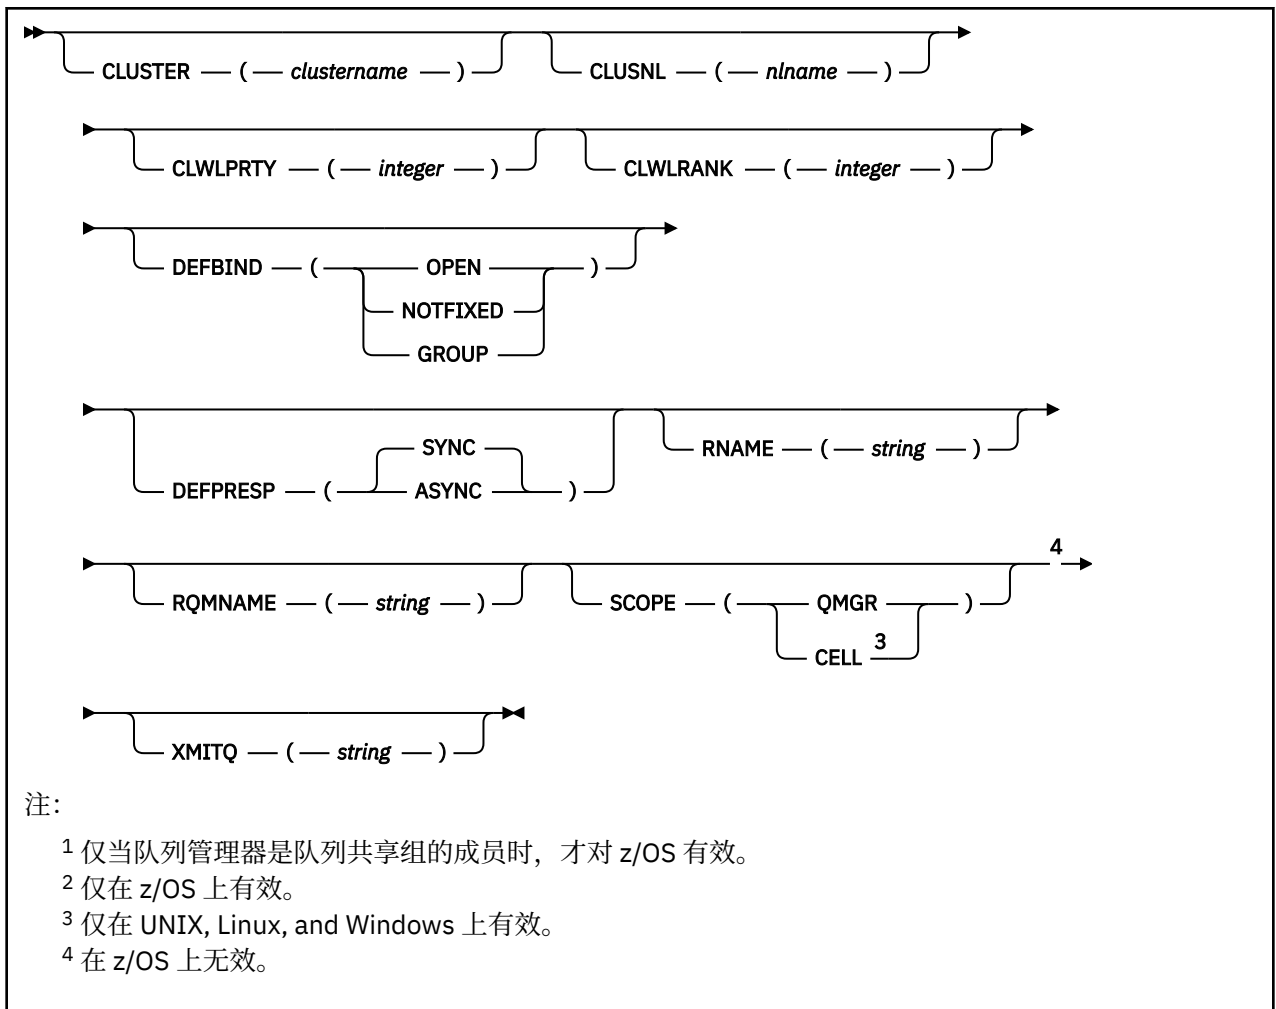 CLUSTER ( clustername ) CLUSNL ( nlname )
CLWLPRTY ( integer ) CLWLRANK ( integer )
DEFBIND ( OPEN )
NOTFIXED
GROUP
SYNC
RNAME ( string )
DEFPRESP ( ASYNC )
4
RQMNAME ( string ) SCOPE ( QMGR )
CELL 3
XMITQ ( string )
注:
1 仅当队列管理器是队列共享组的成员时，才对 z/OS 有效。
2 仅在 z/OS 上有效。
3 仅在 UNIX, Linux, and Windows 上有效。
4 在 z/OS 上无效。